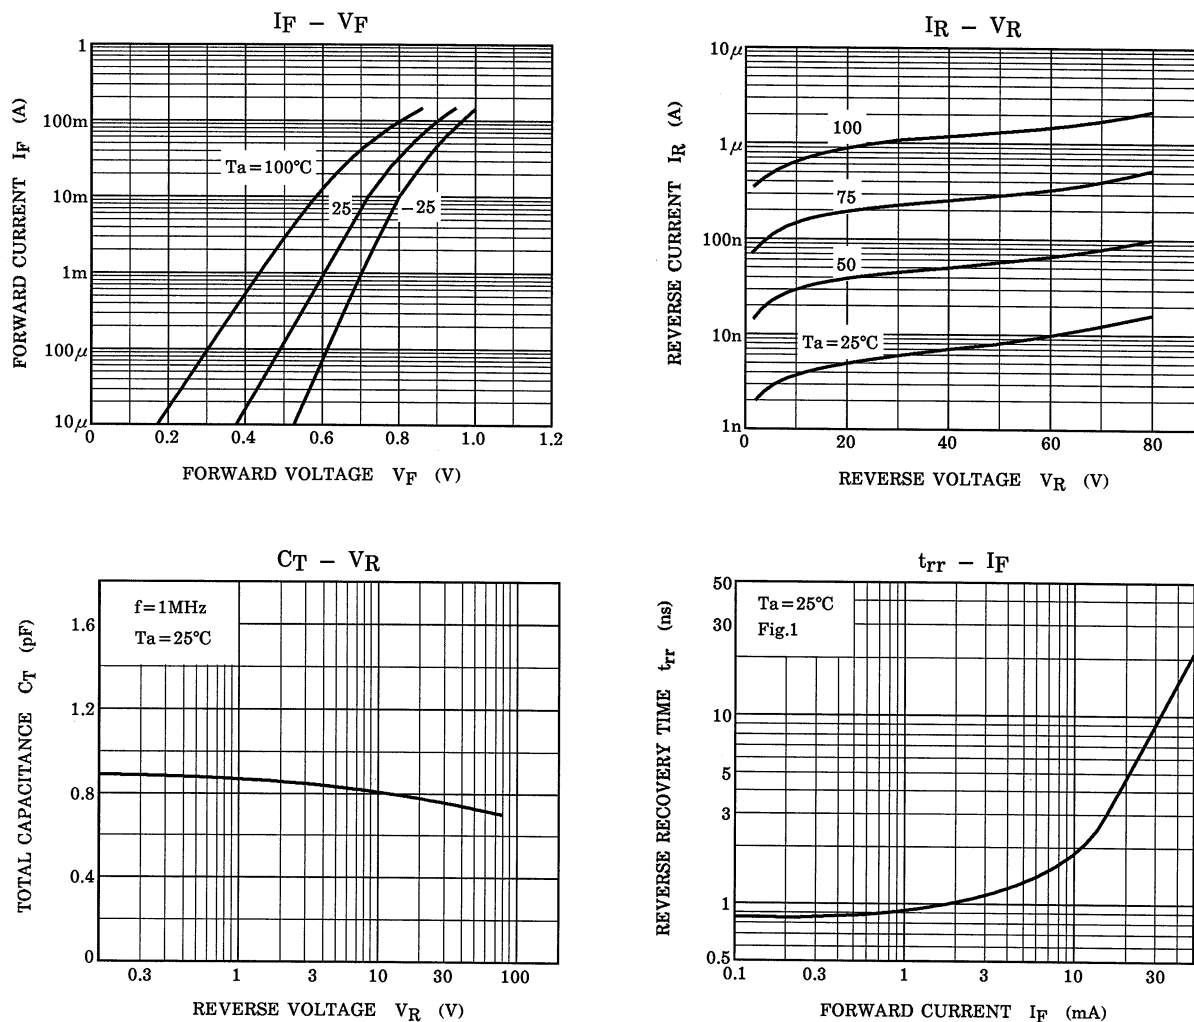 IF – VF
FORWARD CURRENT IF (A)
1
100m
10m
1m
100μ
10μ
Ta=100°C
25
−25
0 0.2 0.4 0.6 0.8 1.0 1.2
FORWARD VOLTAGE VF (V)
IR – VR
REVERSE CURRENT IR (A)
10μ
1μ
100n
10n
1n
100
75
50
Ta=25°C
0 20 40 60 80
REVERSE VOLTAGE VR (V)
CT – VR
TOTAL CAPACITANCE CT (pF)
f=1MHz
Ta=25°C
1.6
1.2
0.8
0.4
0
0.3 1 3 10 30 100
REVERSE VOLTAGE VR (V)
trr – IF
REVERSE RECOVERY TIME trr (ns)
Ta=25°C
Fig.1
50
30
10
5
3
1
0.5
0.1 0.3 1 3 10 30
FORWARD CURRENT IF (mA)